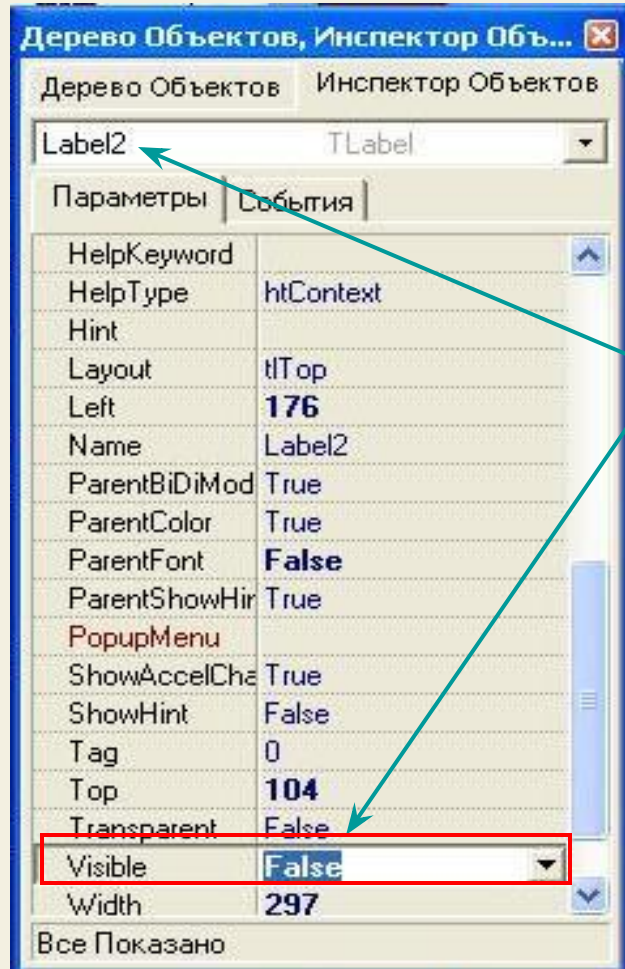 Дерево Объектов, Инспектор Объ...
Дерево Объектов Инспектор Объектов
Label2 TLabel
Параметры События
HelpKeyword
HelpType htContext
Hint
Layout tlTop
Left 176
Name Label2
ParentBiDiMod True
ParentColor True
ParentFont False
ParentShowHir True
PopupMenu
ShowAccelCha True
ShowHint False
Tag 0
Top 104
Transparent False
Visible False
Width 297
Все Показано